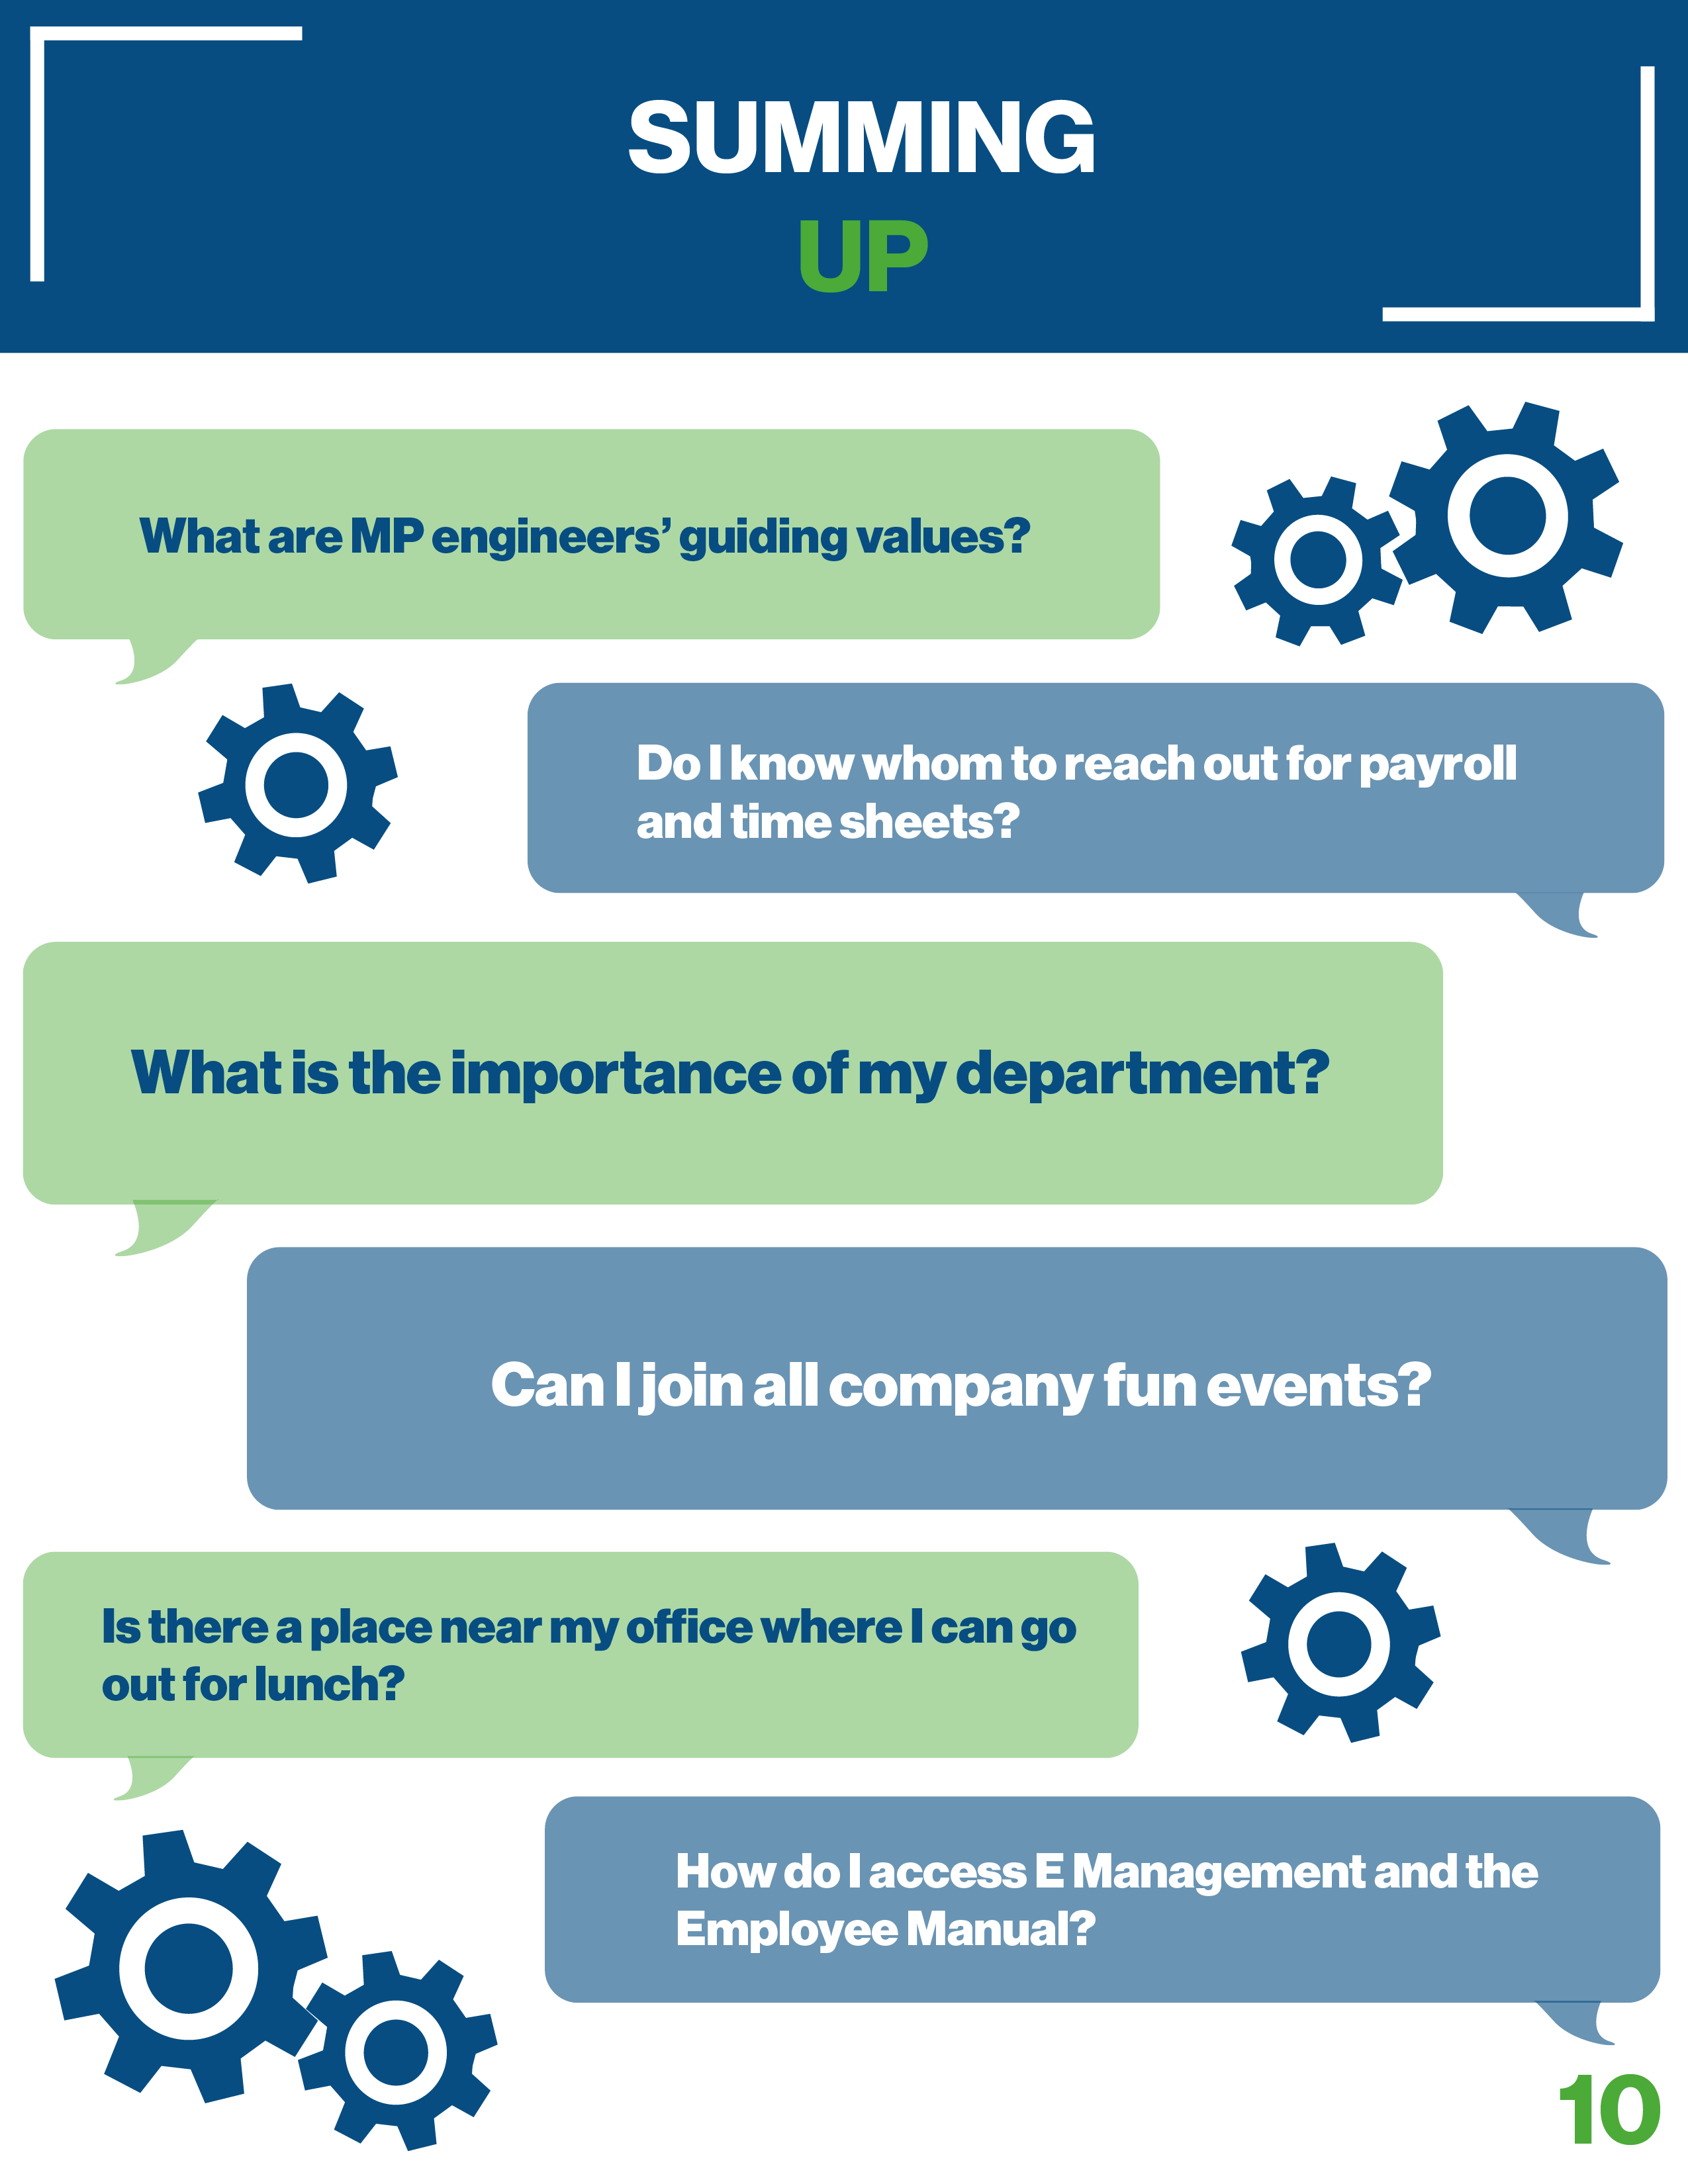 SUMMING
UP
What are MP engineers’ guiding values?
Do I know whom to reach out for payroll
and time sheets?
What is the importance of my department?
Can I join all company fun events?
Is there a place near my office where I can go
out for lunch?
How do I access E Management and the
Employee Manual?
10